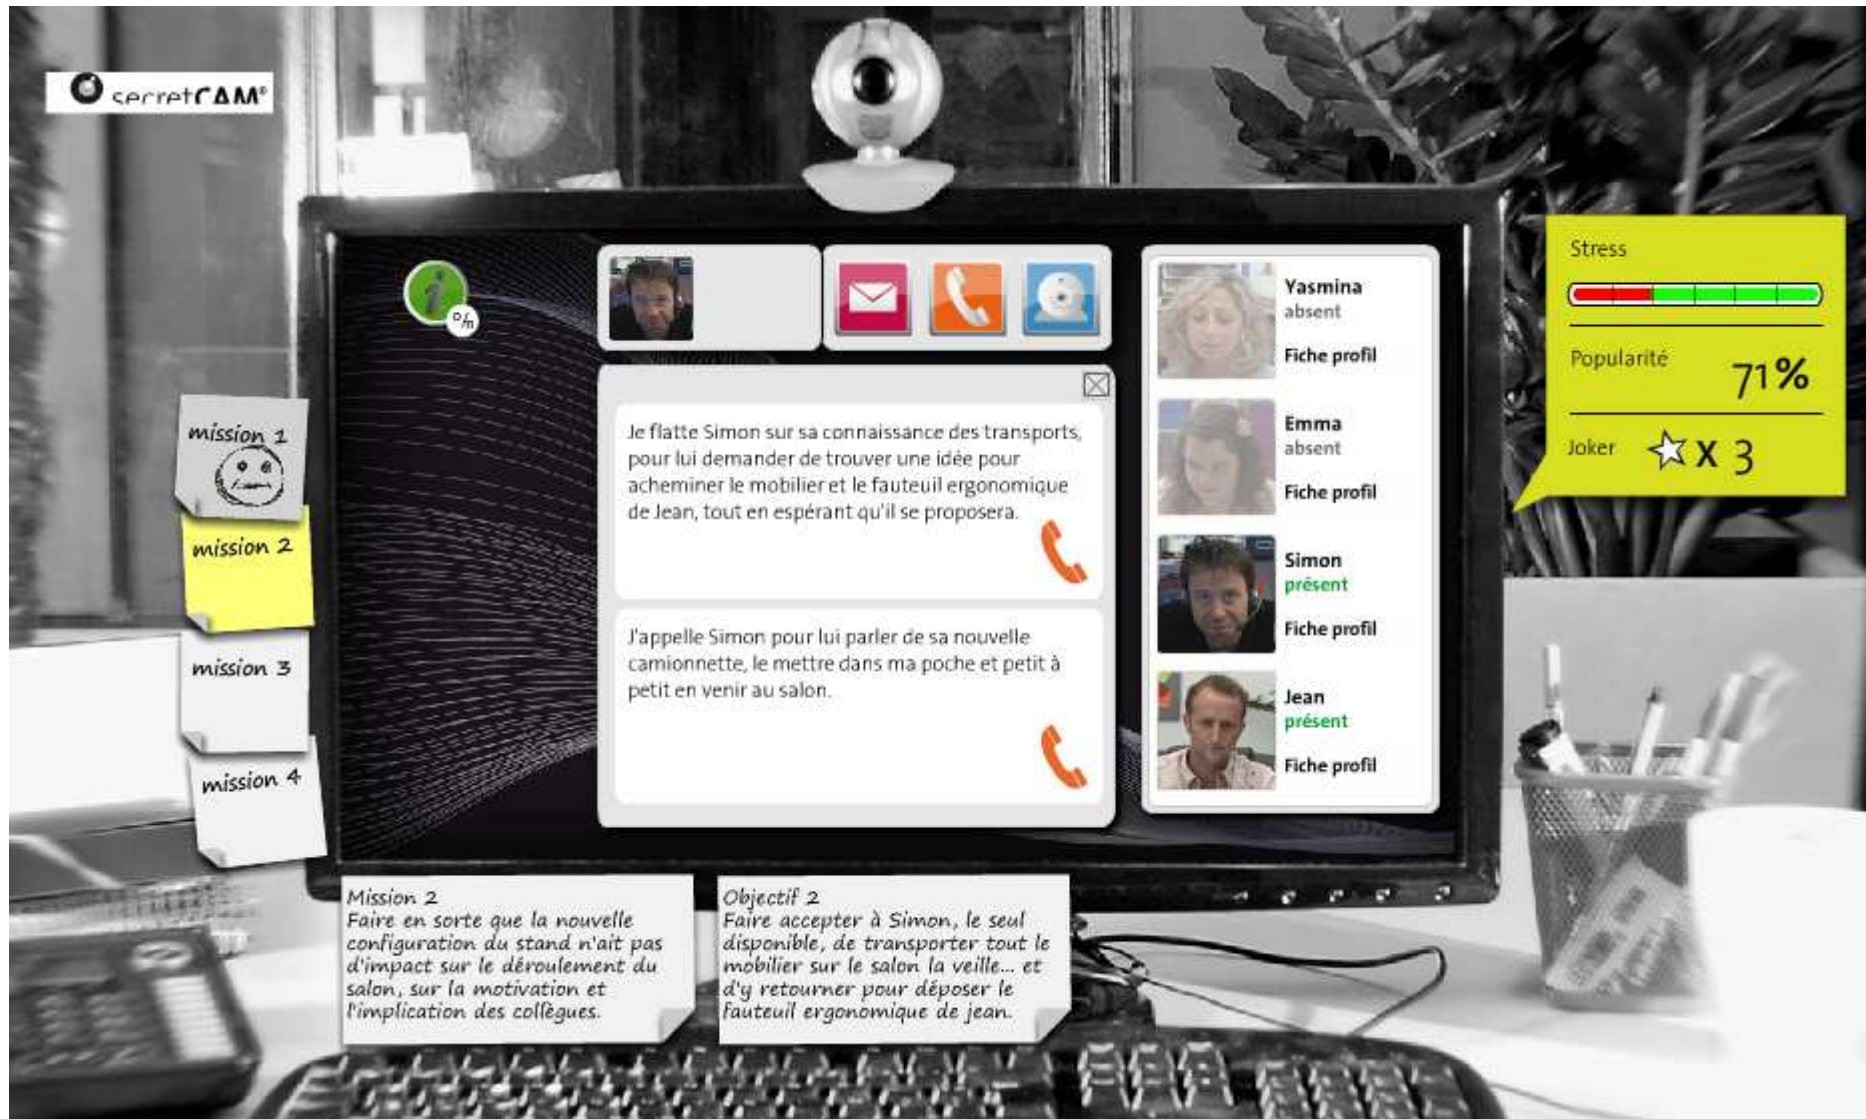 secretCAM®
Stress
Popularité
71%
Joker
X 3
Yasmina
absent
Fiche profil
Emma
absent
Fiche profil
Simon
présent
Fiche profil
Jean
présent
Fiche profil
Je flatte Simon sur sa connaissance des transports,
pour lui demander de trouver une idée pour
acheminer le mobilier et le fauteuil ergonomique
de Jean, tout en espérant qu'il se proposera.
J'appelle Simon pour lui parler de sa nouvelle
camionnette, le mettre dans ma poche et petit à
petit en venir au salon.
mission 1
mission 2
mission 3
mission 4
Mission 2
Faire en sorte que la nouvelle
configuration du stand n'ait pas
d'impact sur le déroulement du
salon, sur la motivation et
l'implication des collègues.
Objectif 2
Faire accepter à Simon, le seul
disponible, de transporter tout le
mobilier sur le salon la veille... et
d'y retourner pour déposer le
fauteuil ergonomique de jean.